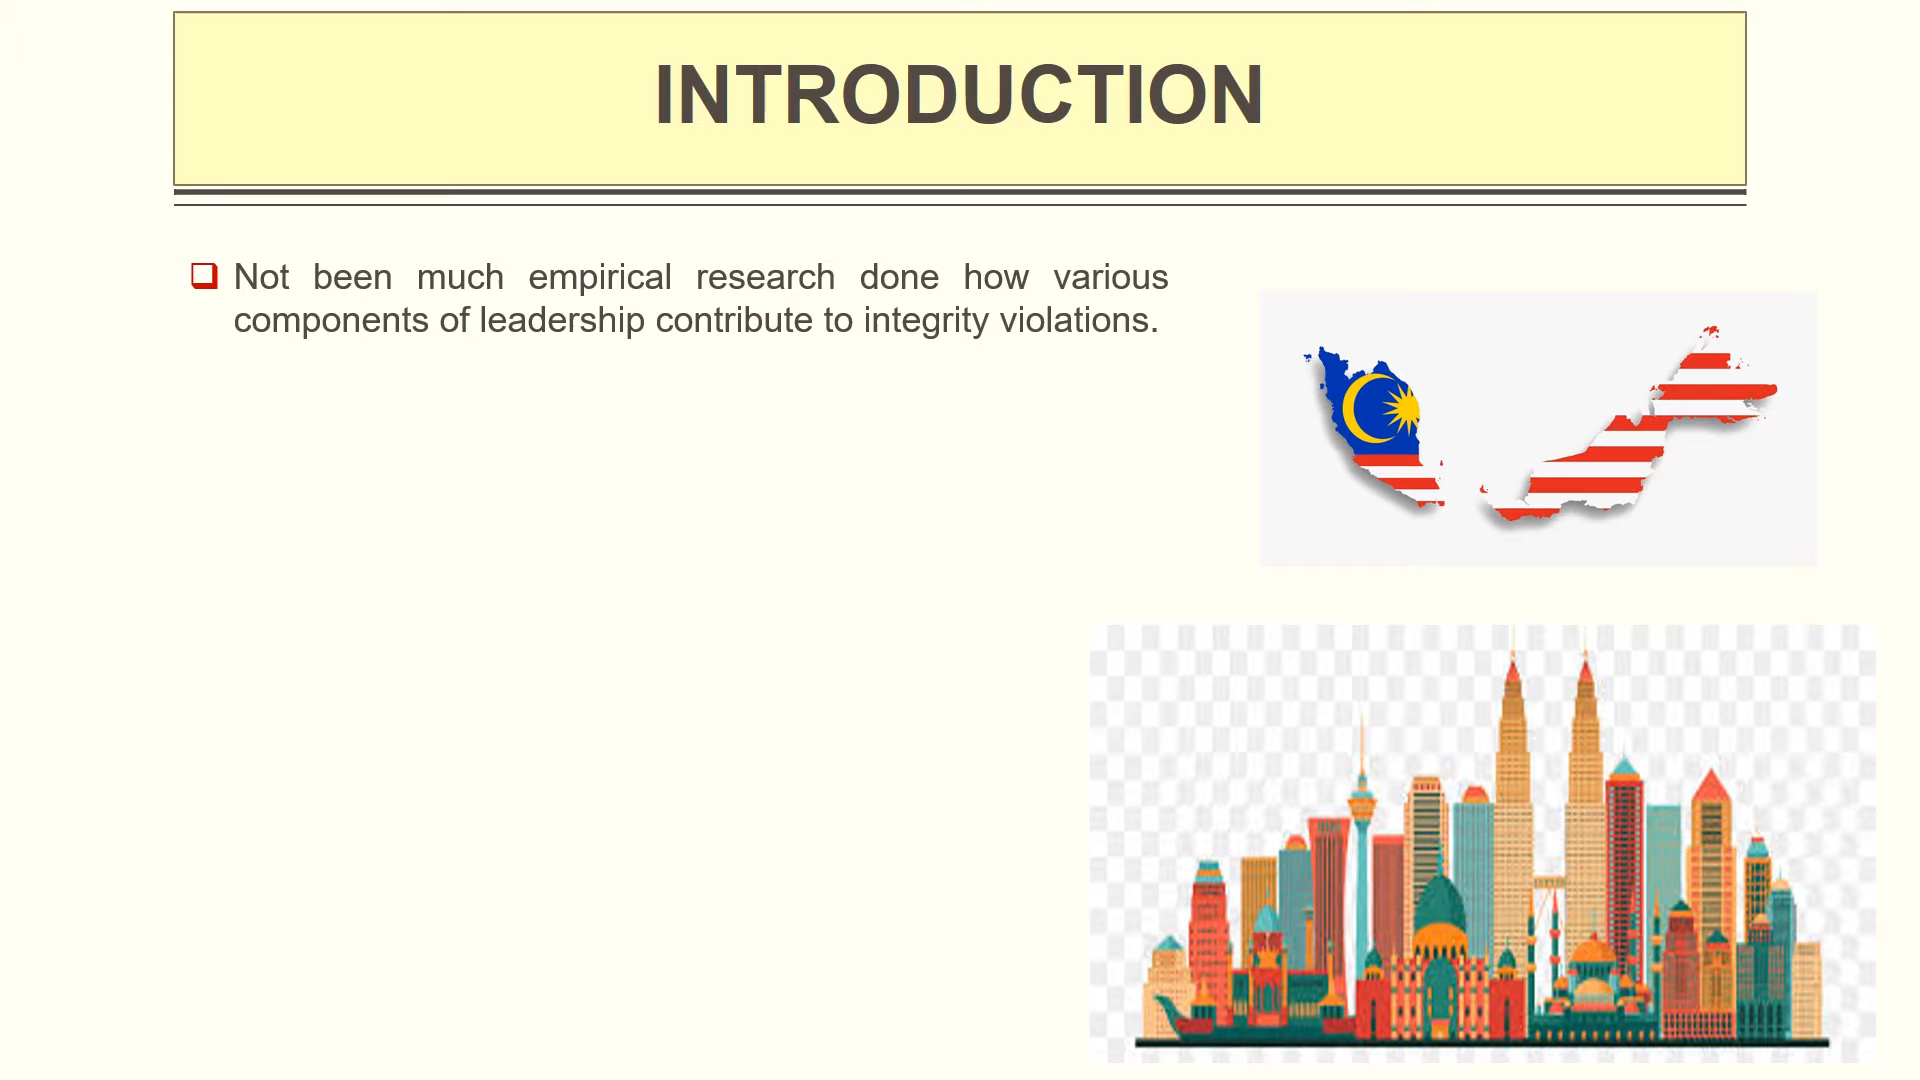 INTRODUCTION
Not been much empirical research done how various
components of leadership contribute to integrity violations.